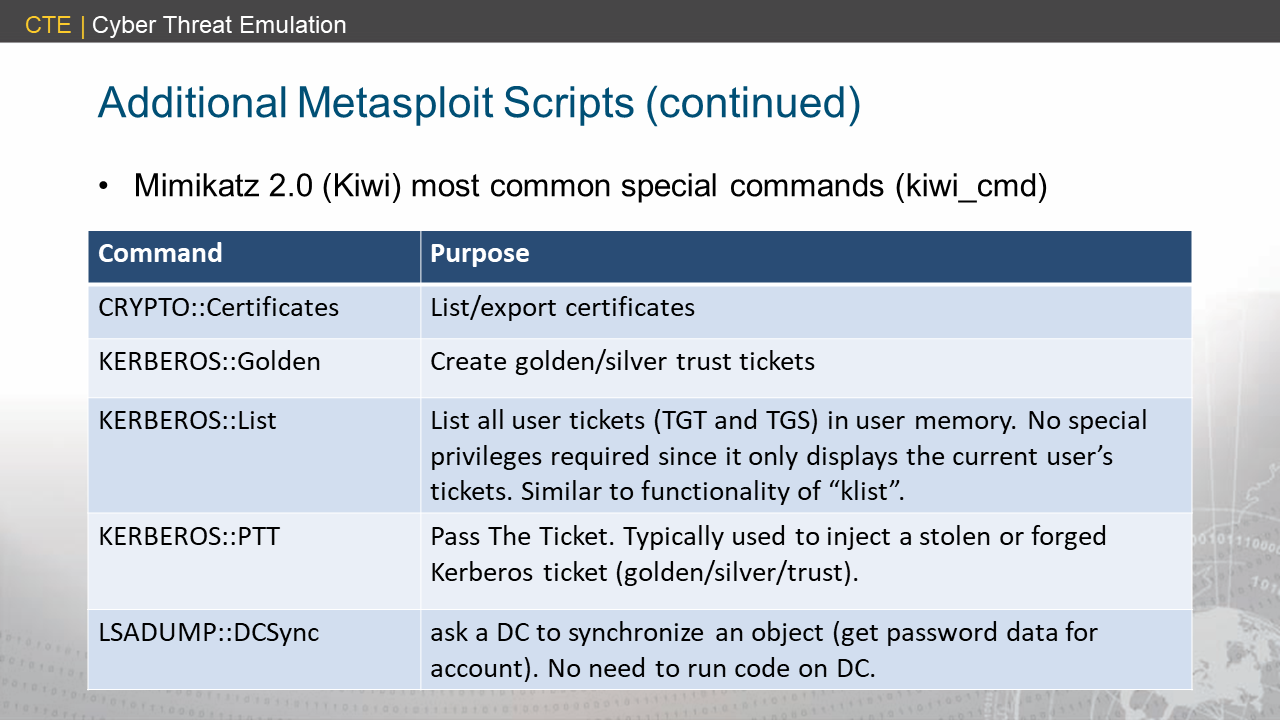 CTE | Cyber Threat Emulation
Additional Metasploit Scripts (continued)
• Mimikatz 2.0 (Kiwi) most common special commands (kiwi_cmd)
Command
Purpose
CRYPTO::Certificates
List/export certificates
KERBEROS::Golden
Create golden/silver trust tickets
KERBEROS::List
List all user tickets (TGT and TGS) in user memory. No special
privileges required since it only displays the current user’s
tickets. Similar to functionality of “klist”.
KERBEROS::PTT
Pass The Ticket. Typically used to inject a stolen or forged
Kerberos ticket (golden/silver/trust).
LSADUMP::DCSync
ask a DC to synchronize an object (get password data for
account). No need to run code on DC.